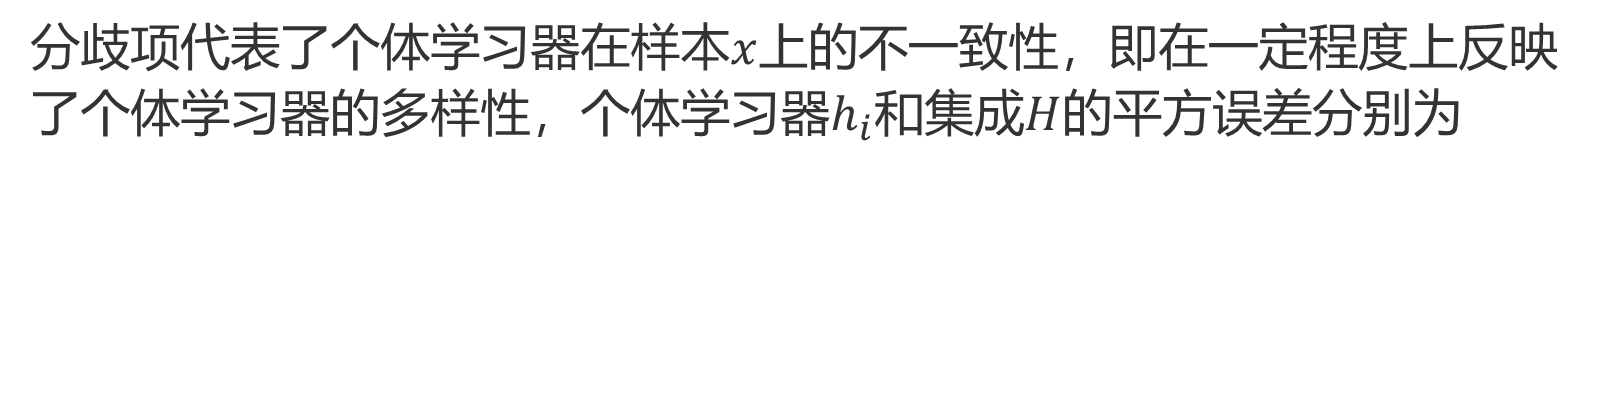 分歧项代表了个体学习器在样本x上的不一致性，即在一定程度上反映
了个体学习器的多样性，个体学习器hᵢ和集成H的平方误差分别为